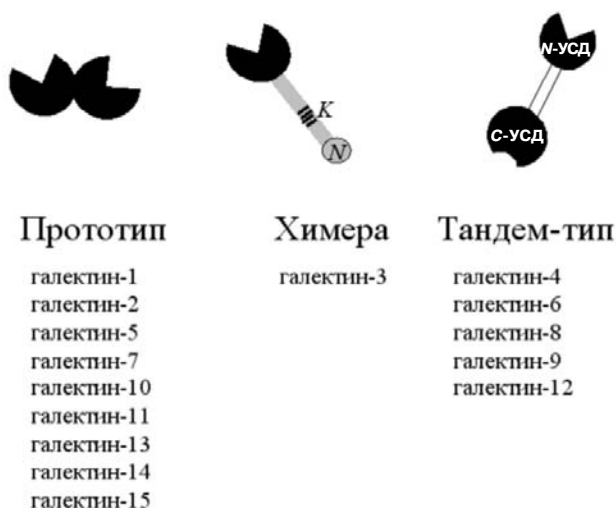 N-УСД
K
C-УСД
N
Прототип
галектин-1
галектин-2
галектин-5
галектин-7
галектин-10
галектин-11
галектин-13
галектин-14
галектин-15
Химера
галектин-3
Тандем-тип
галектин-4
галектин-6
галектин-8
галектин-9
галектин-12